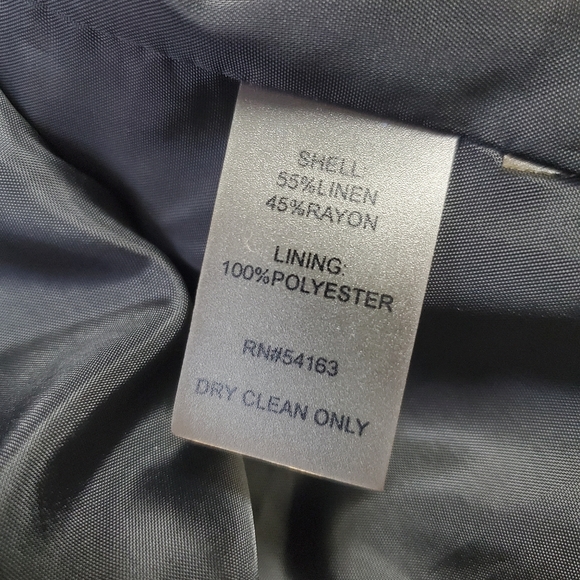 SHELL:
55%LINEN
45%RAYON
LINING:
100%POLYESTER
RN#54163
DRY CLEAN ONLY